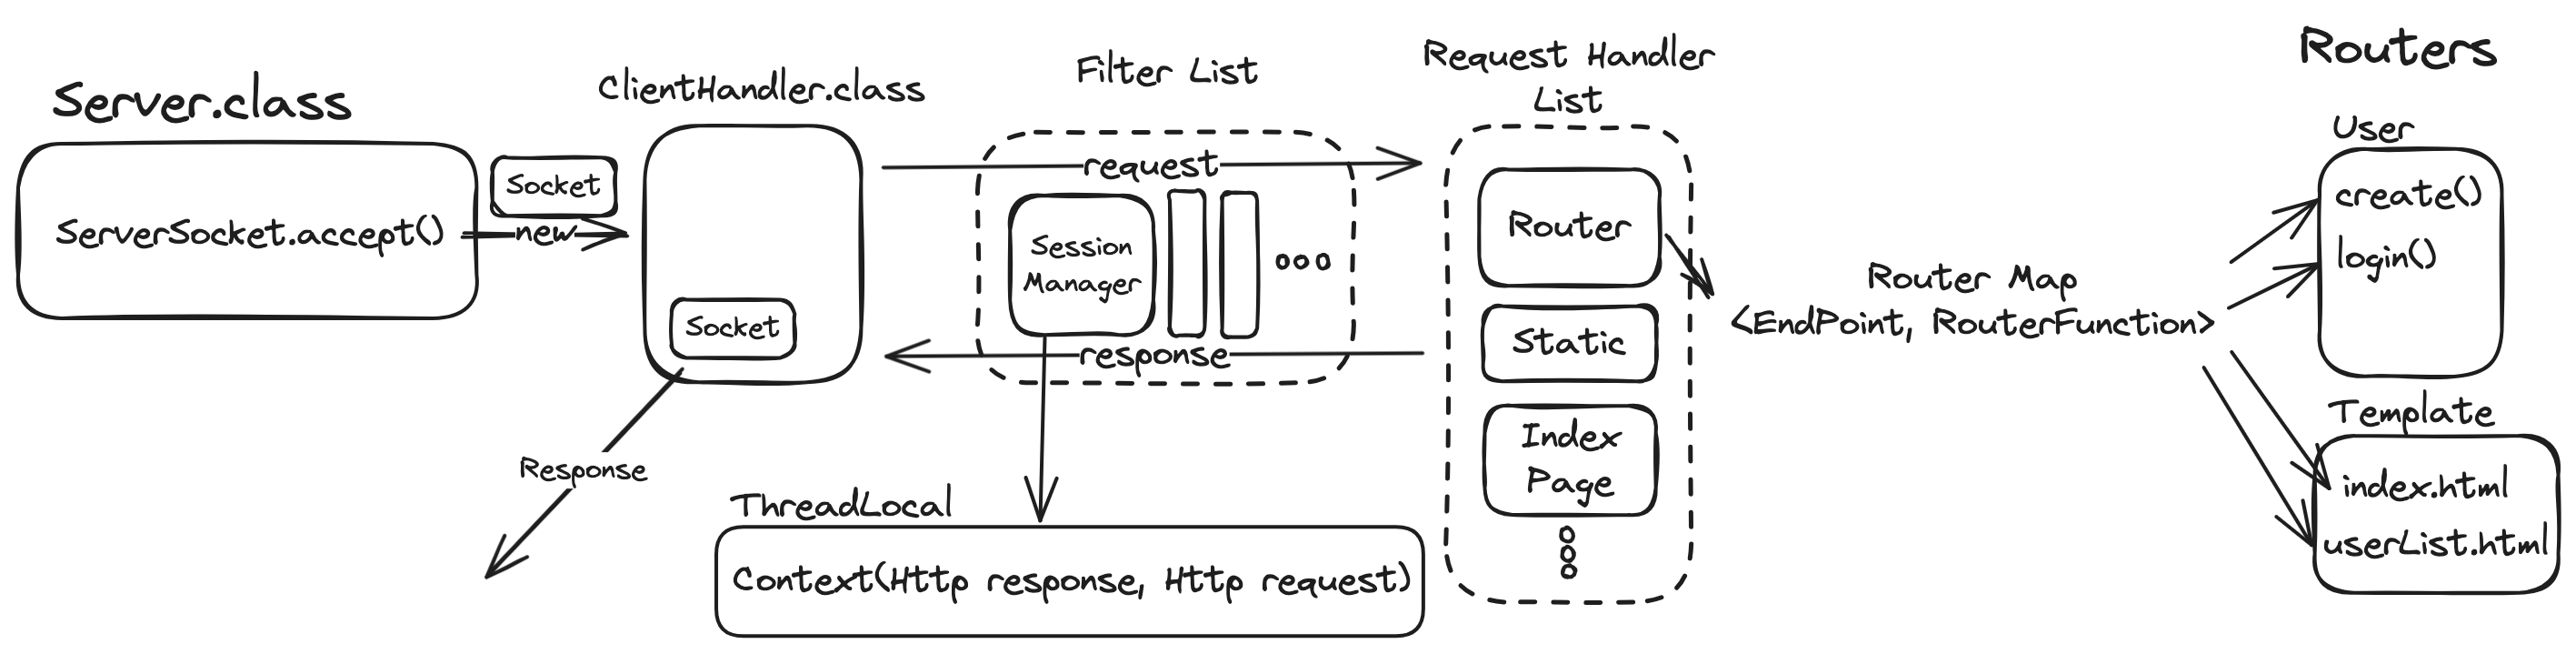 Server.class
ServerSocket.accept()
Socket
new
ClientHandler.class
Socket
Response
Filter List
request
Session
Manager
response
ThreadLocal
Context(Http response, Http request)
Request Handler
List
Router
Static
Index
Page
Router Map
<EndPoint, RouterFunction>
Routers
User
create()
login()
Template
index.html
userList.html